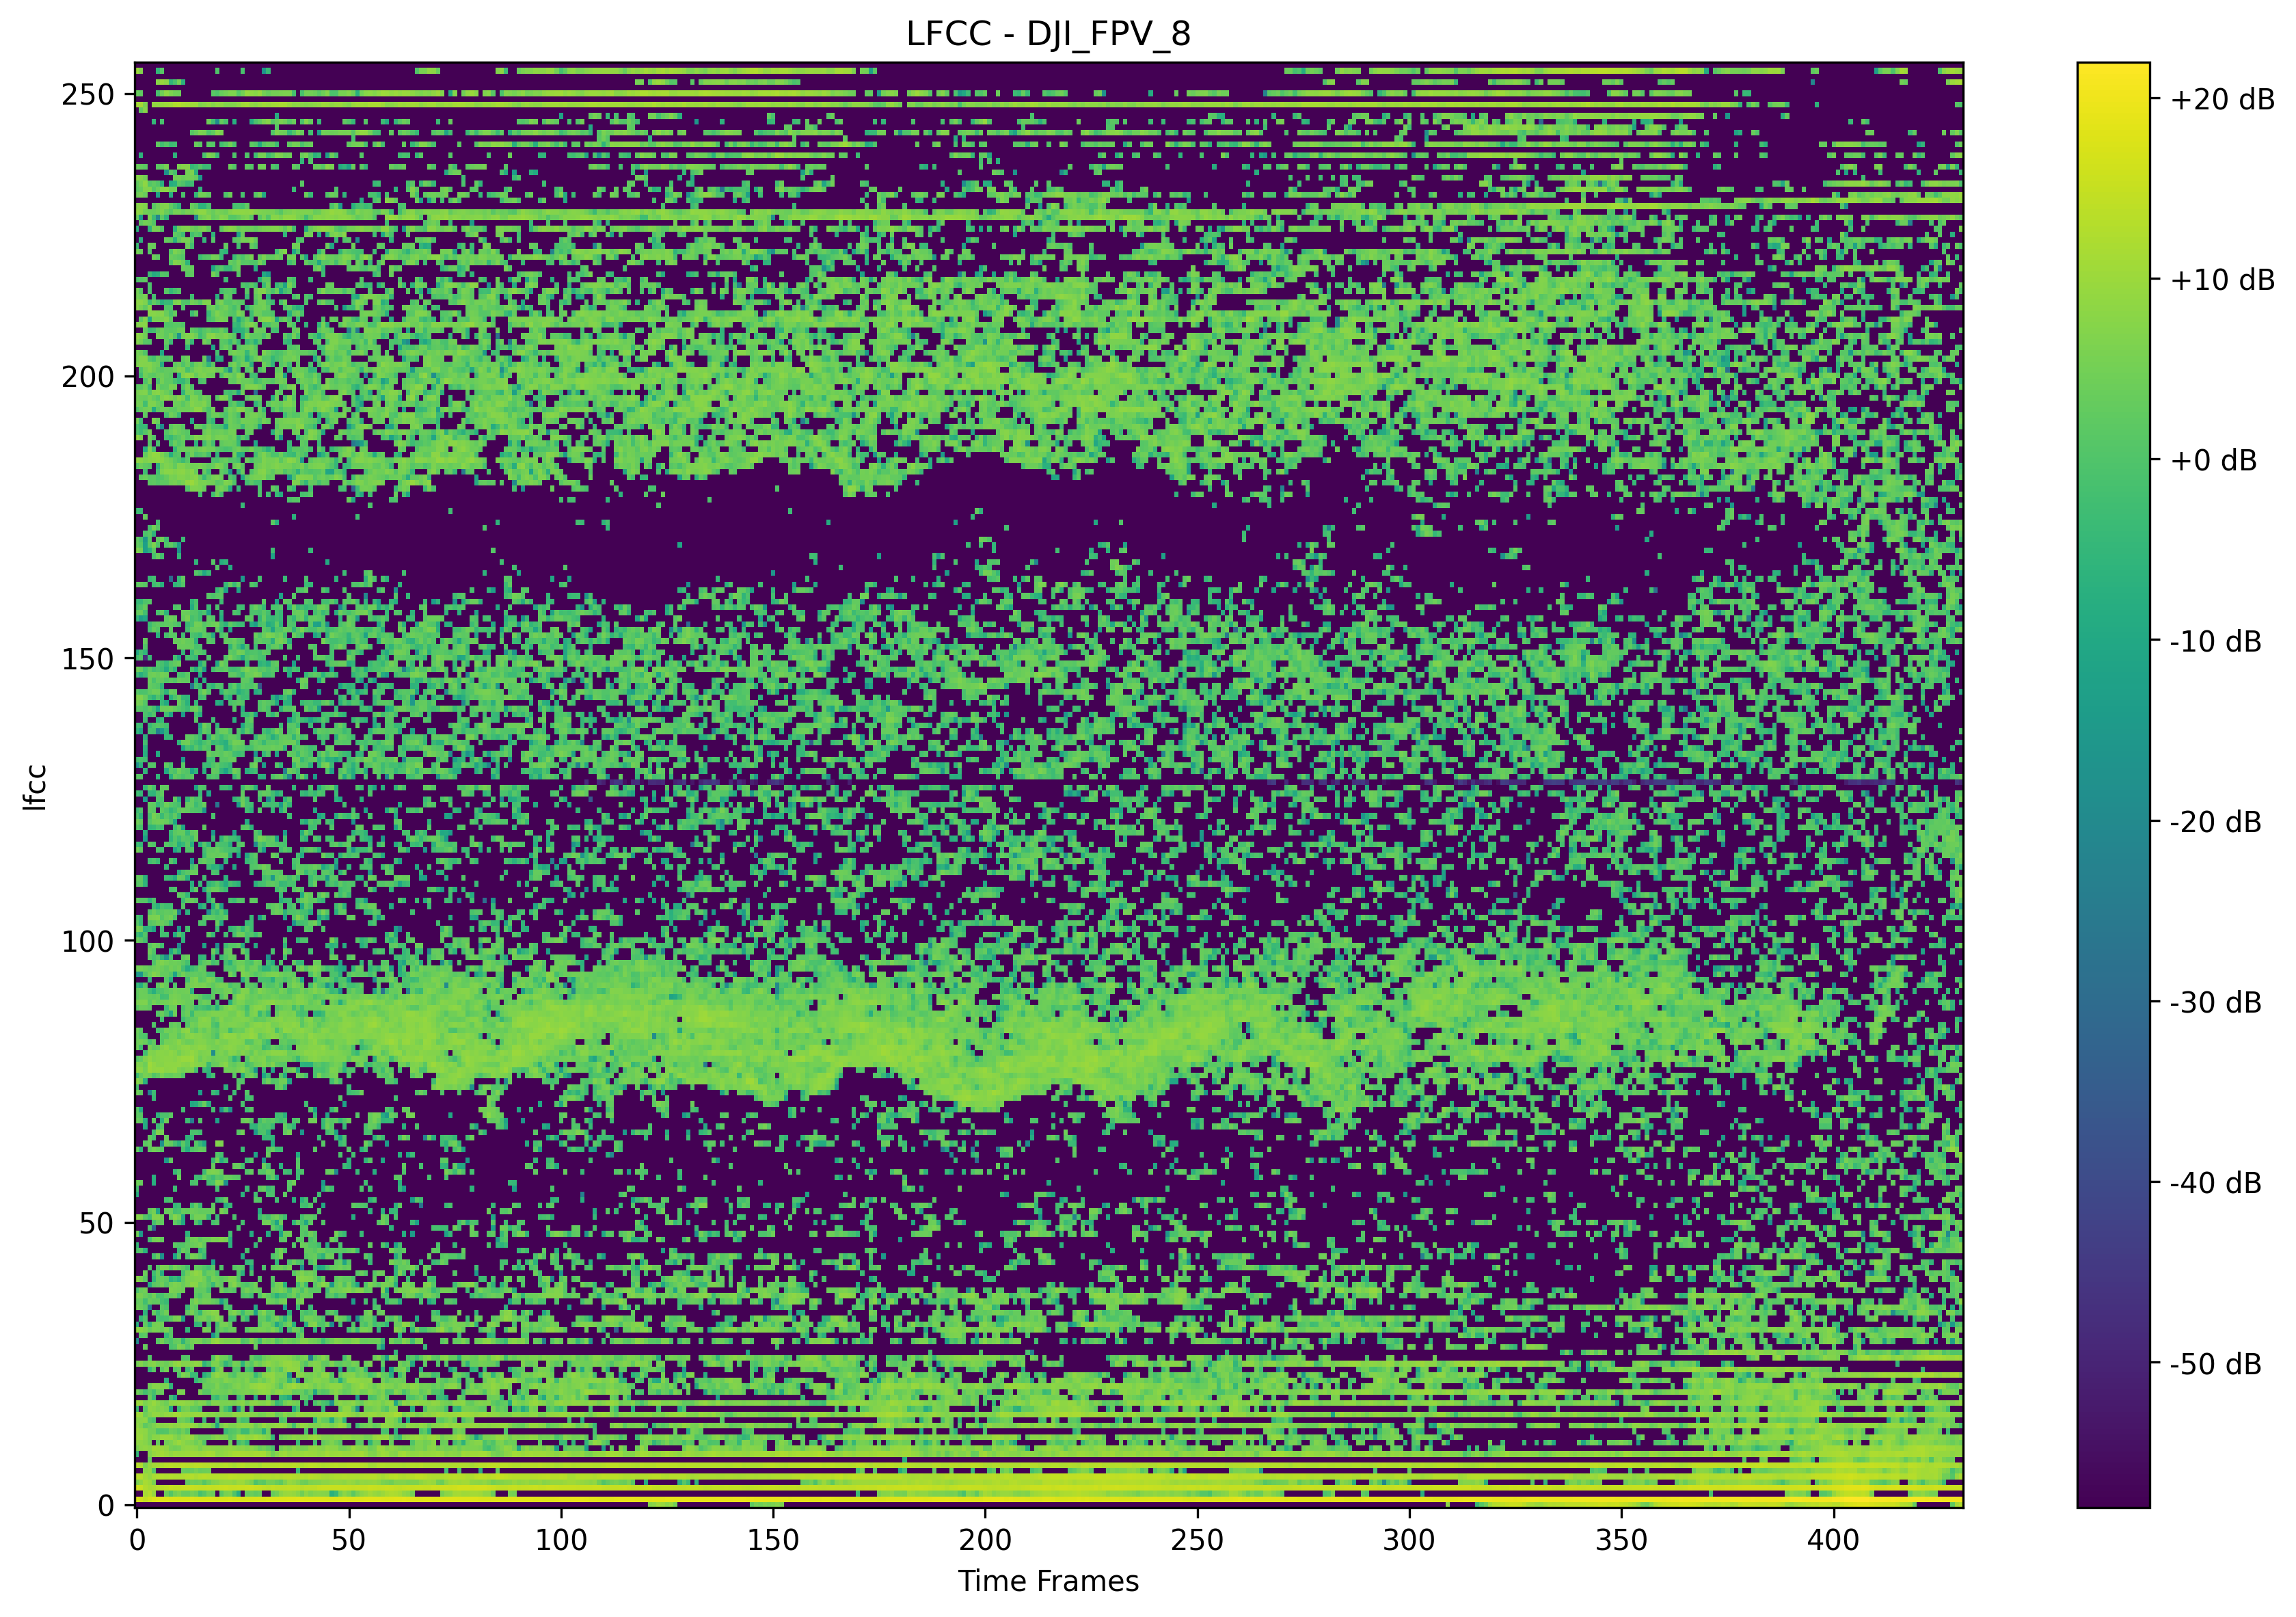 LFCC - DJI_FPV_8
250
200
150
100
50
0
lfcc
0 50 100 150 200 250 300 350 400
Time Frames
+20 dB
+10 dB
+0 dB
-10 dB
-20 dB
-30 dB
-40 dB
-50 dB